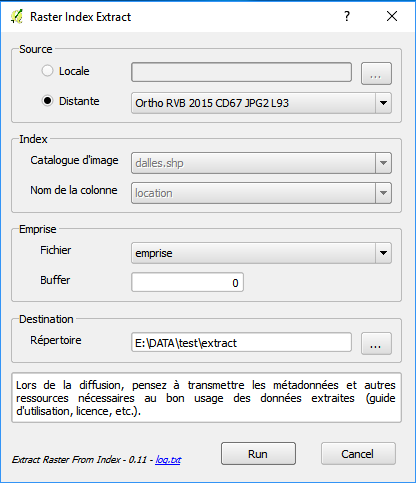 Raster Index Extract
Source
Locale
...
Distante
Ortho RVB 2015 CD67 JPG2 L93
Index
Catalogue d'image
dalles.shp
Nom de la colonne
location
Emprise
Fichier
emprise
Buffer
0
Destination
Répertoire
E:\DATA\test\extract
...
Lors de la diffusion, pensez à transmettre les métadonnées et autres
ressources nécessaires au bon usage des données extraites (guide
d'utilisation, licence, etc.).
Extract Raster From Index - 0.11 - log.txt
Run
Cancel